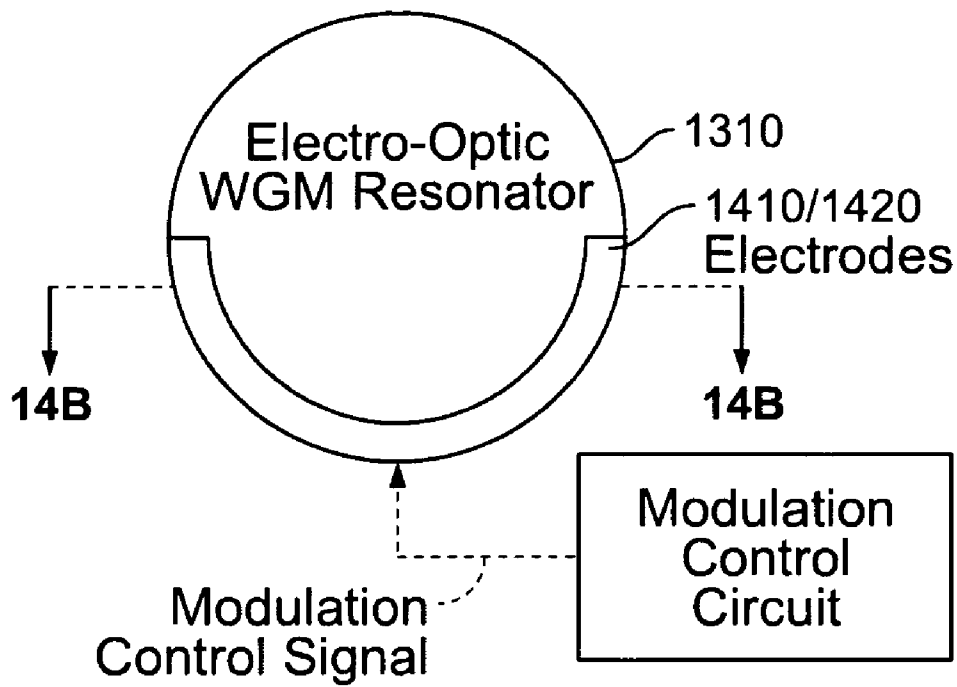 Electro-Optic
WGM Resonator
1310
1410/1420
Electrodes
14B
14B
Modulation
Control
Circuit
Modulation
Control Signal